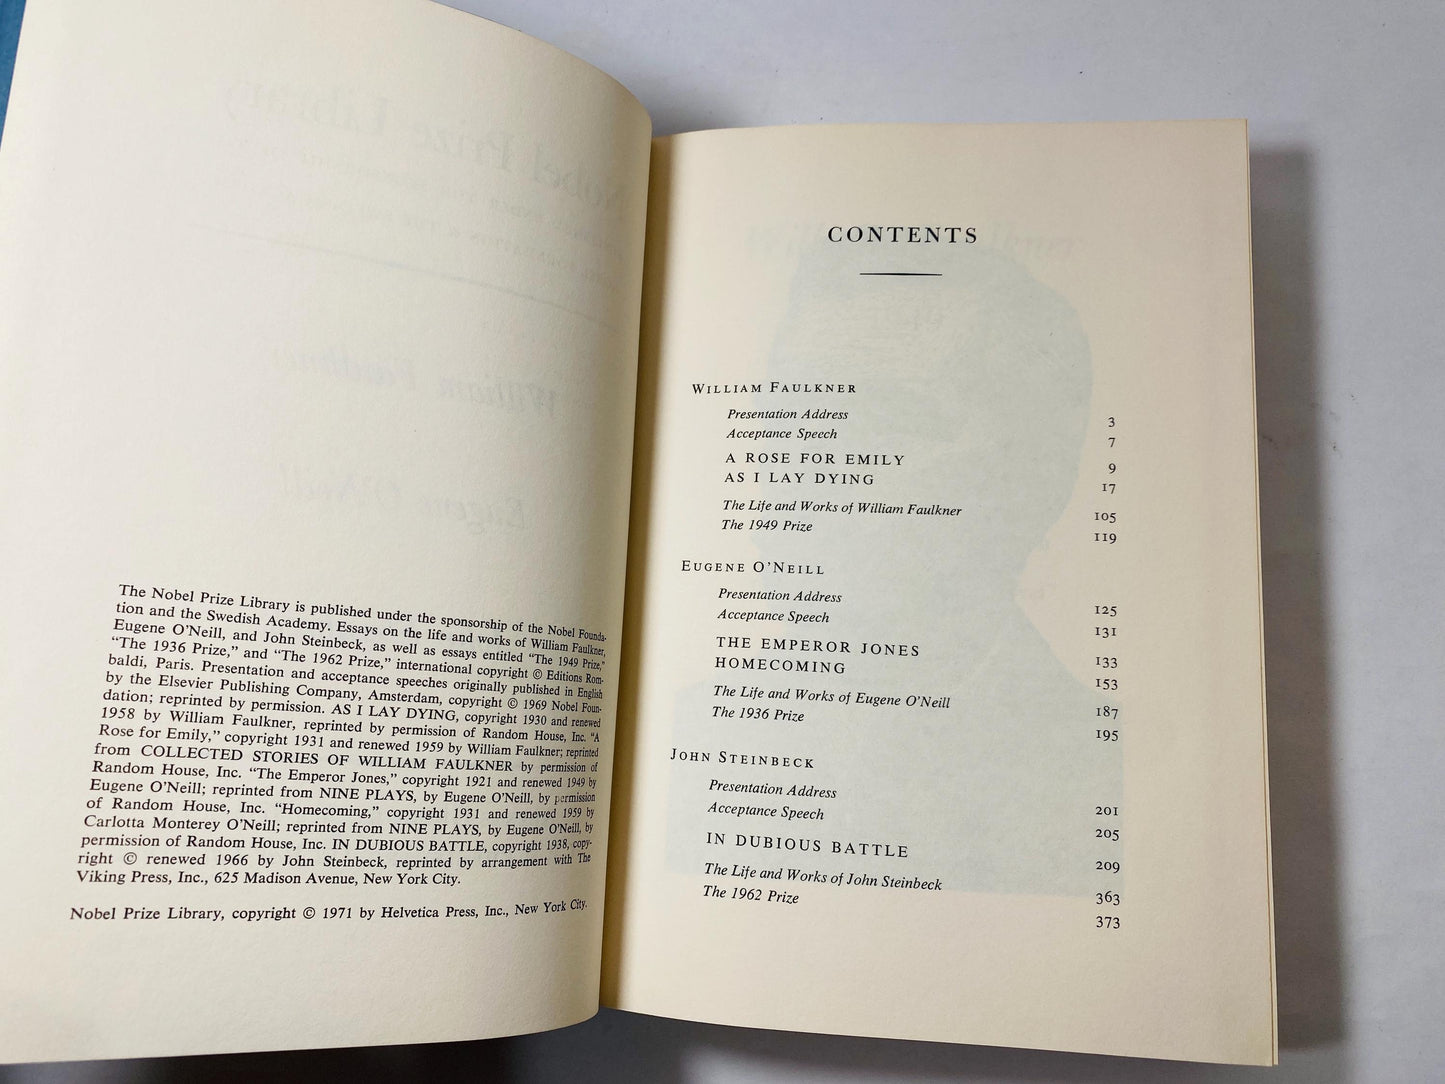 The Nobel Prize Library is published under the sponsorship of the Nobel Founda-
tion and the Swedish Academy. Essays on the life and works of William Faulkner,
Eugene O'Neill, and John Steinbeck, as well as essays entitled "The 1949 Prize,"
"The 1936 Prize," and "The 1962 Prize," international copyright © Editions Rom-
baldi, Paris. Presentation and acceptance speeches originally published in English
by the Elsevier Publishing Company, Amsterdam, copyright © 1969 Nobel Foun-
dation; reprinted by permission. AS I LAY DYING, copyright 1930 and renewed
1958 by William Faulkner, reprinted by permission of Random House, Inc. "A
Rose for Emily," copyright 1931 and renewed 1959 by William Faulkner; reprinted
from COLLECTED STORIES OF WILLIAM FAULKNER by permission of
Random House, Inc. "The Emperor Jones," copyright 1921 and renewed 1949 by
Eugene O'Neill; reprinted from NINE PLAYS, by Eugene O'Neill, by permission
of Random House, Inc. "Homecoming," copyright 1931 and renewed 1959 by
Carlotta Monterey O'Neill; reprinted from NINE PLAYS, by Eugene O'Neill, by
permission of Random House, Inc. IN DUBIOUS BATTLE, copyright 1938, copy-
right © renewed 1966 by John Steinbeck, reprinted by arrangement with The
Viking Press, Inc., 625 Madison Avenue, New York City.
Nobel Prize Library, copyright © 1971 by Helvetica Press, Inc., New York City.
CONTENTS
WILLIAM FAULKNER
Presentation Address 3
Acceptance Speech 7
A ROSE FOR EMILY 9
AS I LAY DYING 17
The Life and Works of William Faulkner 105
The 1949 Prize 119
EUGENE O'NEILL
Presentation Address 125
Acceptance Speech 131
THE EMPEROR JONES 133
HOMECOMING 153
The Life and Works of Eugene O'Neill 187
The 1936 Prize 195
JOHN STEINBECK
Presentation Address 201
Acceptance Speech 205
IN DUBIOUS BATTLE 209
The Life and Works of John Steinbeck 363
The 1962 Prize 373